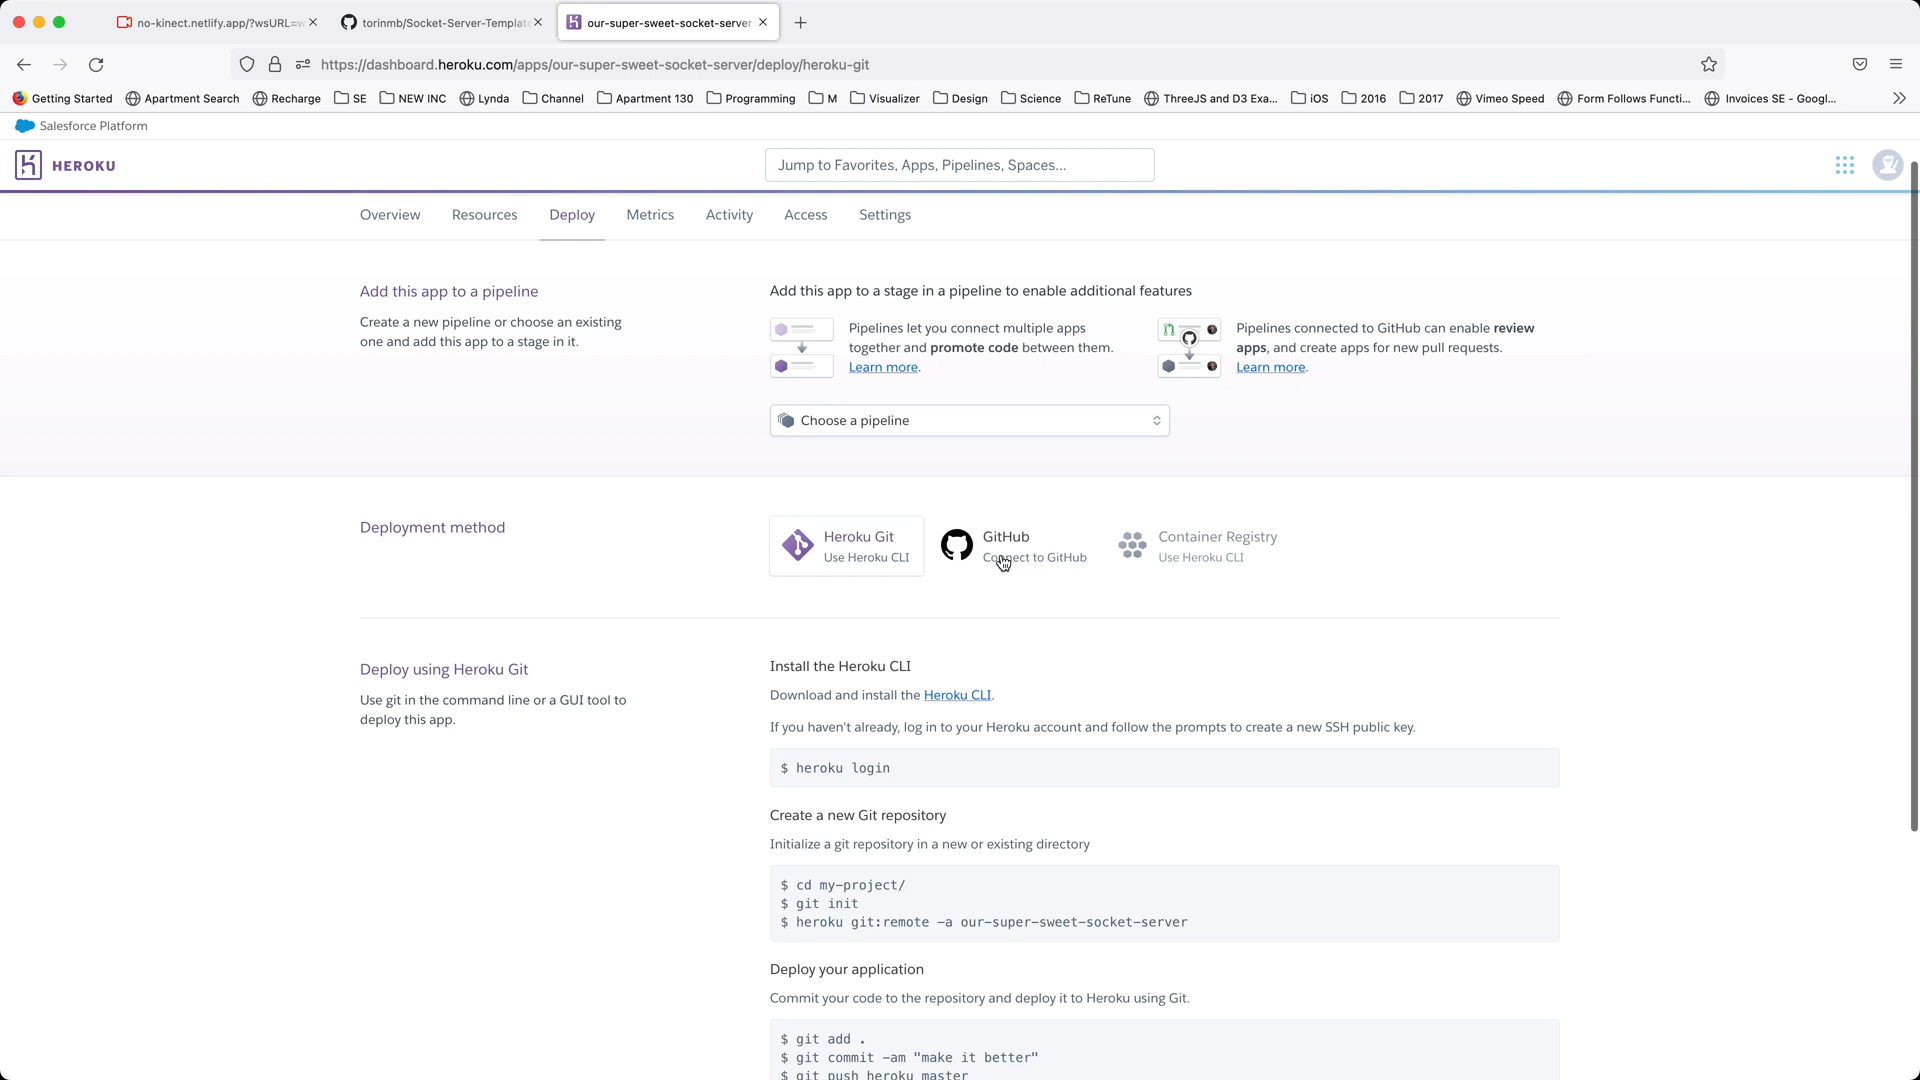 no-kinect.netlify.app/?wsURL=w
torinmb/Socket-Server-Template
our-super-sweet-socket-server
https://dashboard.heroku.com/apps/our-super-sweet-socket-server/deploy/heroku-git
Getting Started
Apartment Search
Recharge
SE
NEW INC
Lynda
Channel
Apartment 130
Programming
M
Visualizer
Design
Science
ReTune
ThreeJS and D3 Exa...
iOS
2016
2017
Vimeo Speed
Form Follows Functi...
Invoices SE - Googl...
Salesforce Platform
HEROKU
Jump to Favorites, Apps, Pipelines, Spaces...
Overview
Resources
Deploy
Metrics
Activity
Access
Settings
Add this app to a pipeline
Create a new pipeline or choose an existing
one and add this app to a stage in it.
Add this app to a stage in a pipeline to enable additional features
Pipelines let you connect multiple apps
together and promote code between them.
Learn more.
Pipelines connected to GitHub can enable review
apps, and create apps for new pull requests.
Learn more.
Choose a pipeline
Deployment method
Heroku Git
Use Heroku CLI
GitHub
Connect to GitHub
Container Registry
Use Heroku CLI
Deploy using Heroku Git
Use git in the command line or a GUI tool to
deploy this app.
Install the Heroku CLI
Download and install the Heroku CLI.
If you haven't already, log in to your Heroku account and follow the prompts to create a new SSH public key.
$ heroku login
Create a new Git repository
Initialize a git repository in a new or existing directory
$ cd my-project/
$ git init
$ heroku git:remote -a our-super-sweet-socket-server
Deploy your application
Commit your code to the repository and deploy it to Heroku using Git.
$ git add .
$ git commit -am "make it better"
$ git push heroku master